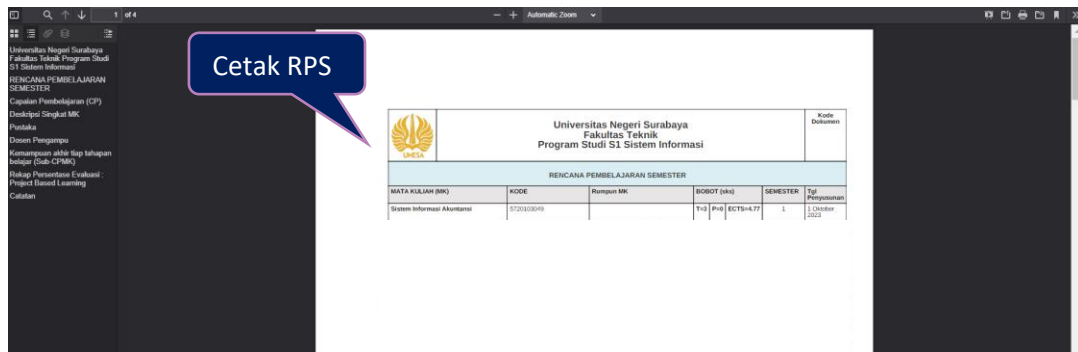 1 of 4
Automatic Zoom
Universitas Negeri Surabaya
Fakultas Teknik Program Studi
S1 Sistem Informasi
RENCANA PEMBELAJARAN
SEMESTER
Capaian Pembelajaran (CP)
Deskripsi Singkat MK
Pustaka
Dosen Pengampu
Kemampuan akhir tiap tahapan
belajar (Sub-CPMK)
Rekap Persentase Evaluasi :
Project Based Learning
Catatan
Cetak RPS
UNESA
Universitas Negeri Surabaya
Fakultas Teknik
Program Studi S1 Sistem Informasi
Kode
Dokumen
RENCANA PEMBELAJARAN SEMESTER
MATA KULIAH (MK) KODE Rumpun MK BOBOT (sks) SEMESTER Tgl
Penyusunan
Sistem Informasi Akuntansi 5720103049 T=3 P=0 ECTS=4.77 1 1 Oktober
2023